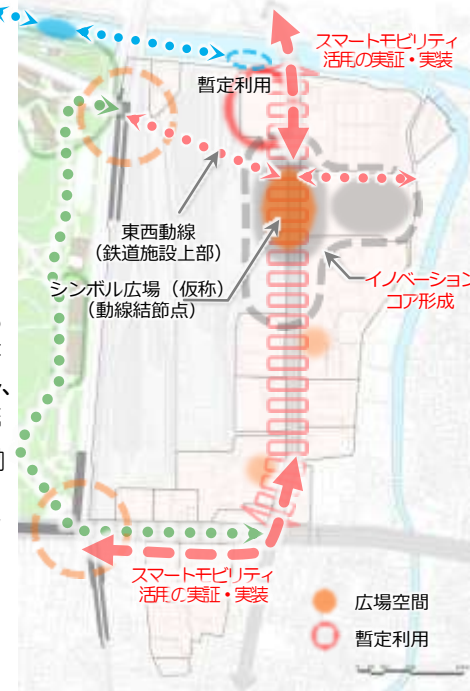 スマートモビリティ
活用の実証・実装
暫定利用
東西動線
（鉄道施設上部）
シンボル広場（仮称）
（動線結節点）
イノベーション
コア形成
スマートモビリティ
活用の実証・実装
広場空間
暫定利用